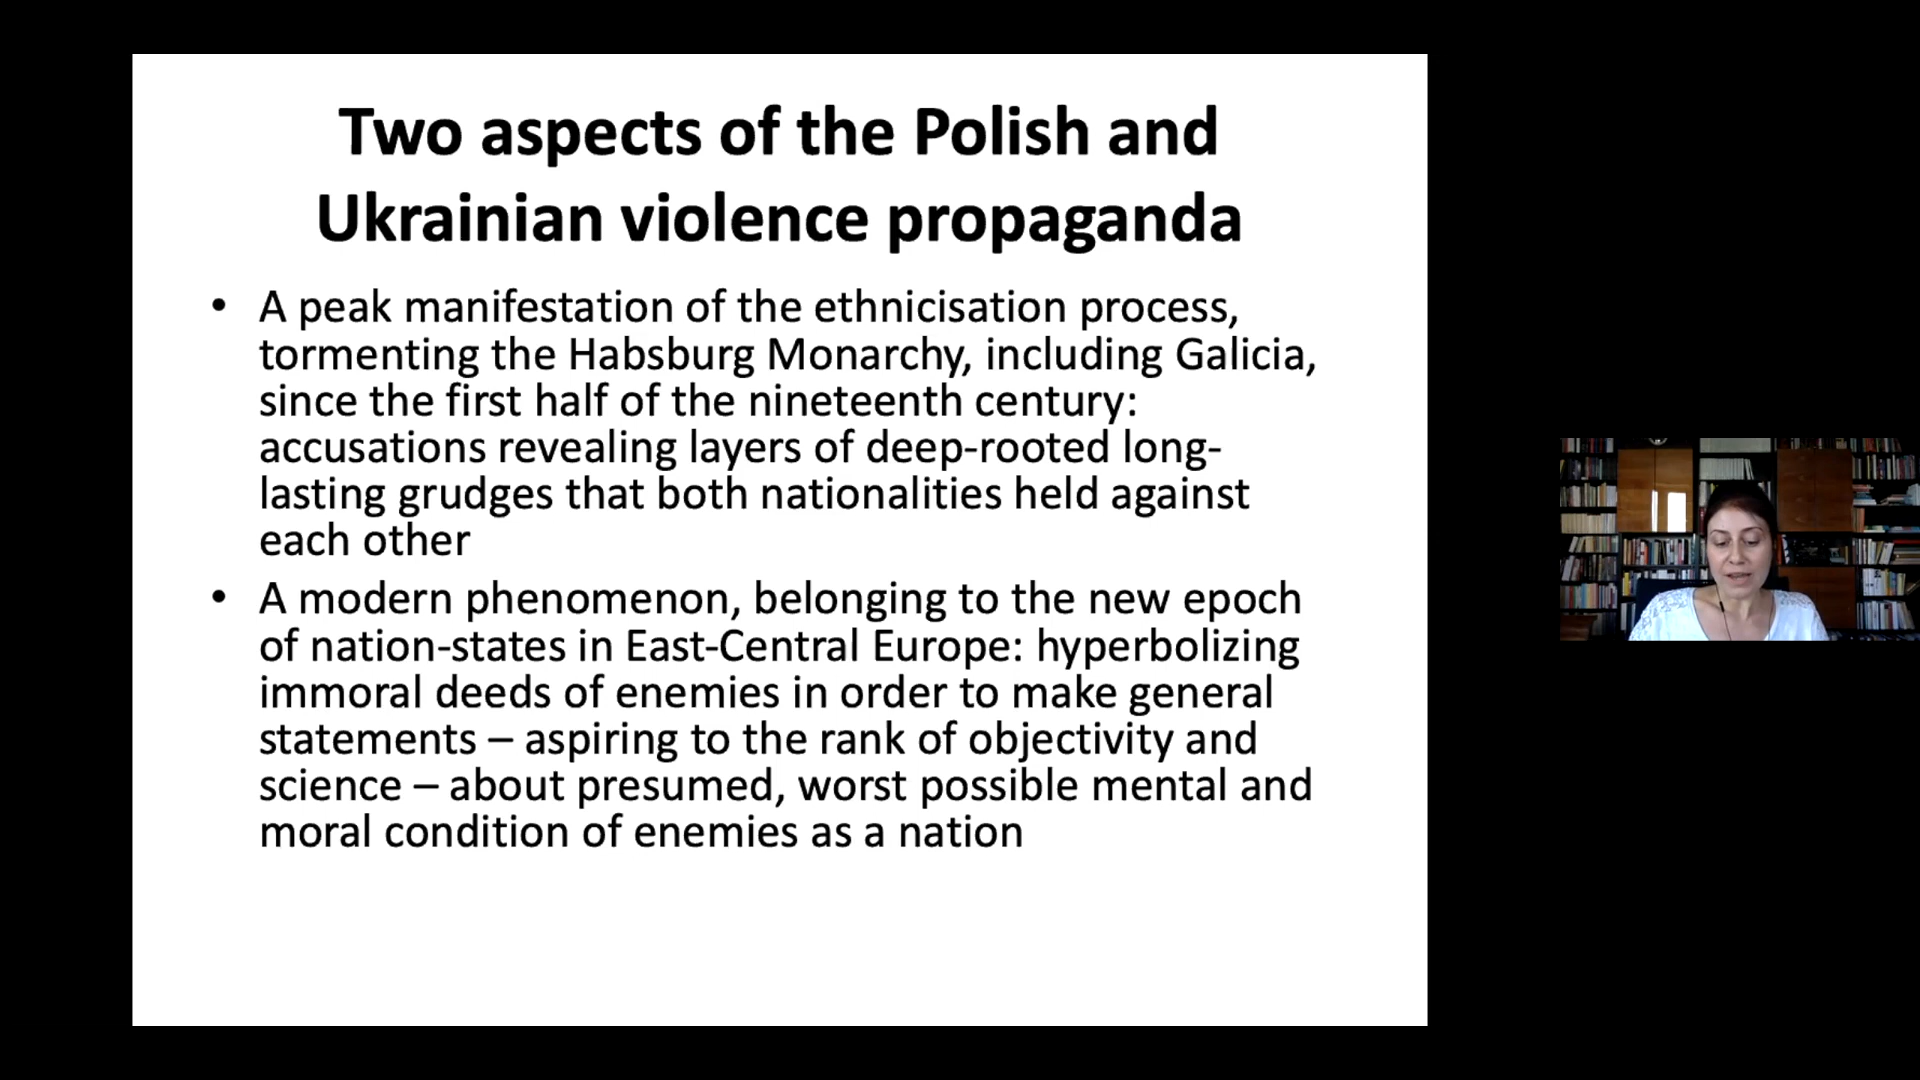 Two aspects of the Polish and
Ukrainian violence propaganda
• A peak manifestation of the ethnicisation process,
tormenting the Habsburg Monarchy, including Galicia,
since the first half of the nineteenth century:
accusations revealing layers of deep-rooted long-
lasting grudges that both nationalities held against
each other
• A modern phenomenon, belonging to the new epoch
of nation-states in East-Central Europe: hyperbolizing
immoral deeds of enemies in order to make general
statements – aspiring to the rank of objectivity and
science – about presumed, worst possible mental and
moral condition of enemies as a nation